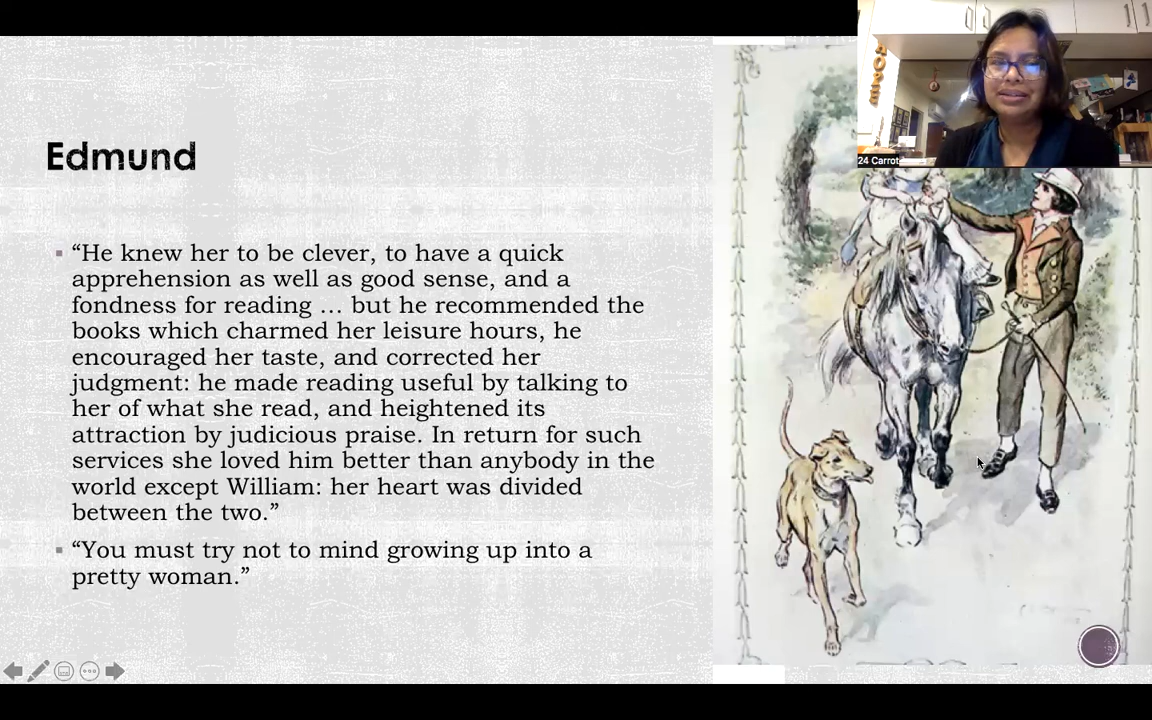 HOPE
24 Carrot
Edmund
“He knew her to be clever, to have a quick
apprehension as well as good sense, and a
fondness for reading … but he recommended the
books which charmed her leisure hours, he
encouraged her taste, and corrected her
judgment: he made reading useful by talking to
her of what she read, and heightened its
attraction by judicious praise. In return for such
services she loved him better than anybody in the
world except William: her heart was divided
between the two.”
“You must try not to mind growing up into a
pretty woman.”